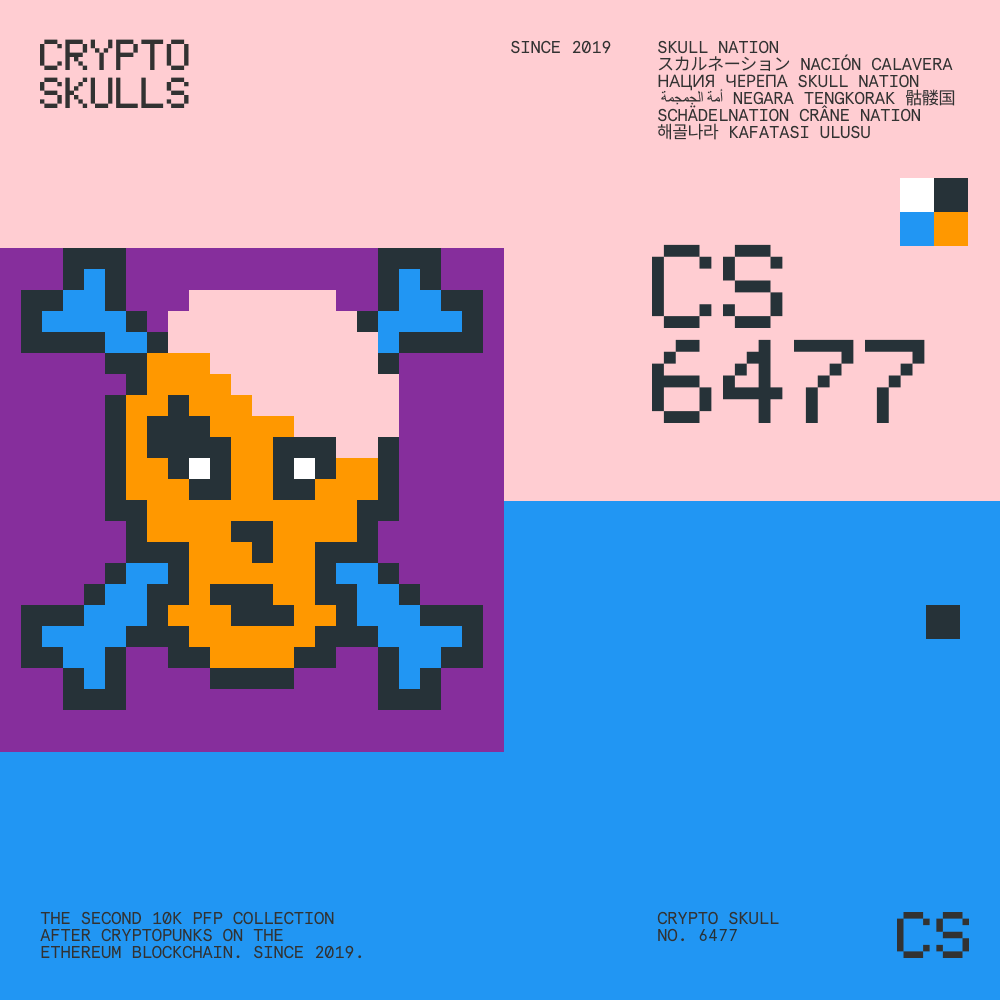 CRYPTO
SKULLS
SINCE 2019
SKULL NATION
スカルネーション NACIÓN CALAVERA
НАЦИЯ ЧЕРЕПА SKULL NATION
أمة الجمجمة NEGARA TENGKORAK 骷髅国
SCHÄDELNATION CRÂNE NATION
해골나라 KAFATASI ULUSU
CS
6477
THE SECOND 10K PFP COLLECTION
AFTER CRYPTOPUNKS ON THE
ETHEREUM BLOCKCHAIN. SINCE 2019.
CRYPTO SKULL
NO. 6477
CS